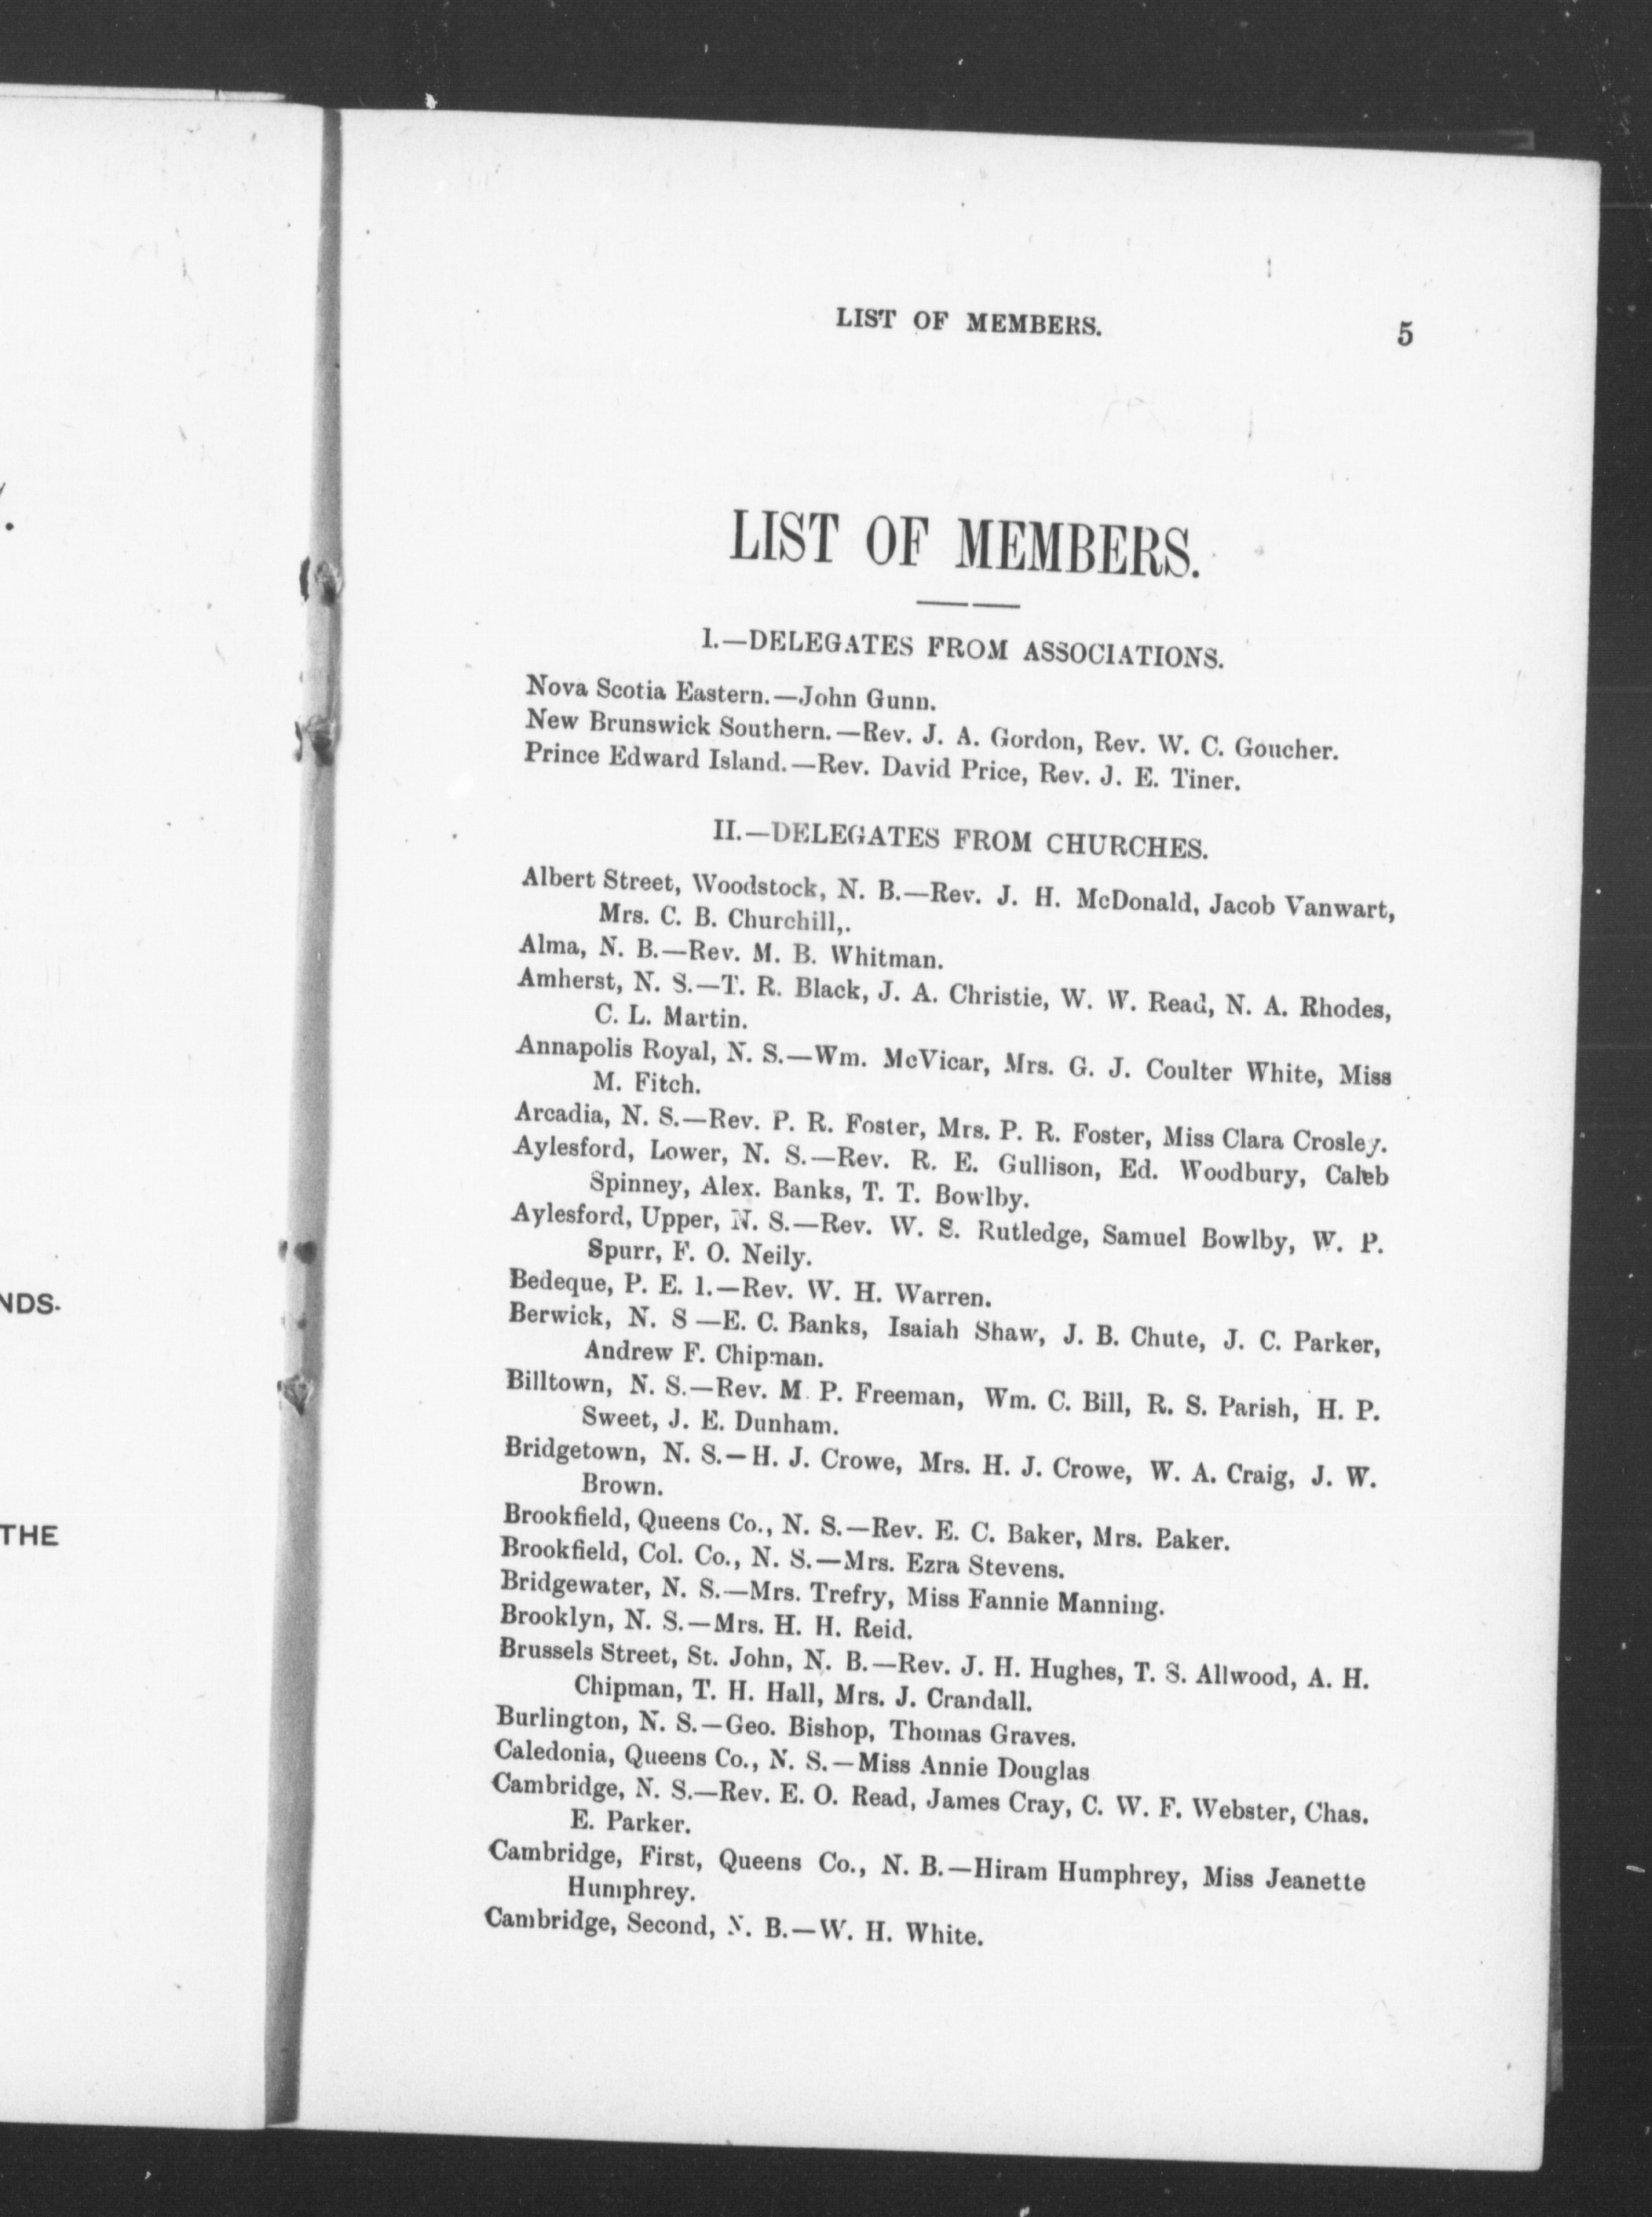 NDS.
THE
LIST OF MEMBERS. 5
LIST OF MEMBERS.
I.—DELEGATES FROM ASSOCIATIONS.
Nova Scotia Eastern.—John Gunn.
New Brunswick Southern.—Rev. J. A. Gordon, Rev. W. C. Goucher.
Prince Edward Island.—Rev. David Price, Rev. J. E. Tiner.
II.—DELEGATES FROM CHURCHES.
Albert Street, Woodstock, N. B.—Rev. J. H. McDonald, Jacob Vanwart,
Mrs. C. B. Churchill,.
Alma, N. B.—Rev. M. B. Whitman.
Amherst, N. S.—T. R. Black, J. A. Christie, W. W. Read, N. A. Rhodes,
C. L. Martin.
Annapolis Royal, N. S.—Wm. McVicar, Mrs. G. J. Coulter White, Miss
M. Fitch.
Arcadia, N. S.—Rev. P. R. Foster, Mrs. P. R. Foster, Miss Clara Crosley.
Aylesford, Lower, N. S.—Rev. R. E. Gullison, Ed. Woodbury, Caleb
Spinney, Alex. Banks, T. T. Bowlby.
Aylesford, Upper, N. S.—Rev. W. S. Rutledge, Samuel Bowlby, W. P.
Spurr, F. O. Neily.
Bedeque, P. E. I.—Rev. W. H. Warren.
Berwick, N. S —E. C. Banks, Isaiah Shaw, J. B. Chute, J. C. Parker,
Andrew F. Chipman.
Billtown, N. S.—Rev. M. P. Freeman, Wm. C. Bill, R. S. Parish, H. P.
Sweet, J. E. Dunham.
Bridgetown, N. S.—H. J. Crowe, Mrs. H. J. Crowe, W. A. Craig, J. W.
Brown.
Brookfield, Queens Co., N. S.—Rev. E. C. Baker, Mrs. Baker.
Brookfield, Col. Co., N. S.—Mrs. Ezra Stevens.
Bridgewater, N. S.—Mrs. Trefry, Miss Fannie Manning.
Brooklyn, N. S.—Mrs. H. H. Reid.
Brussels Street, St. John, N. B.—Rev. J. H. Hughes, T. S. Allwood, A. H.
Chipman, T. H. Hall, Mrs. J. Crandall.
Burlington, N. S.—Geo. Bishop, Thomas Graves.
Caledonia, Queens Co., N. S.—Miss Annie Douglas
Cambridge, N. S.—Rev. E. O. Read, James Cray, C. W. F. Webster, Chas.
E. Parker.
Cambridge, First, Queens Co., N. B.—Hiram Humphrey, Miss Jeanette
Humphrey.
Cambridge, Second, N. B.—W. H. White.